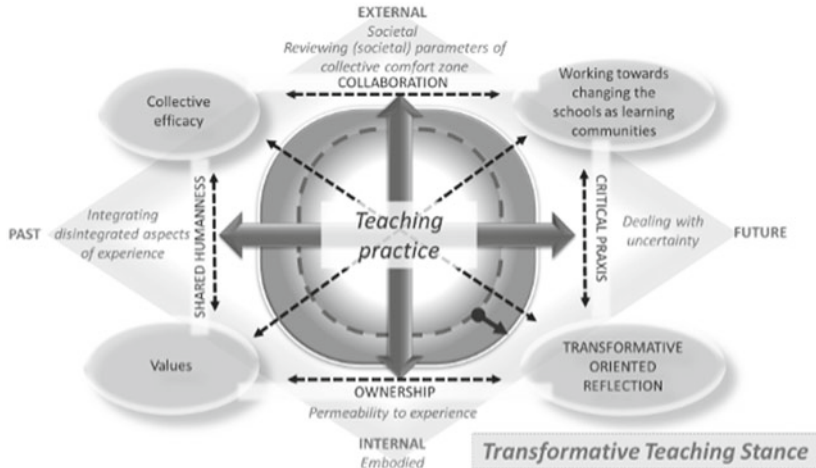 EXTERNAL
Societal
Reviewing (societal) parameters of
collective comfort zone
COLLABORATION
Collective
efficacy
Working towards
changing the
schools as learning
communities
PAST
Integrating
disintegrated aspects
of experience
SHARED HUMANNESS
Teaching
practice
CRITICAL PRAXIS
Dealing with
uncertainty
FUTURE
Values
TRANSFORMATIVE
ORIENTED
REFLECTION
OWNERSHIP
Permeability to experience
INTERNAL
Embodied
Transformative Teaching Stance